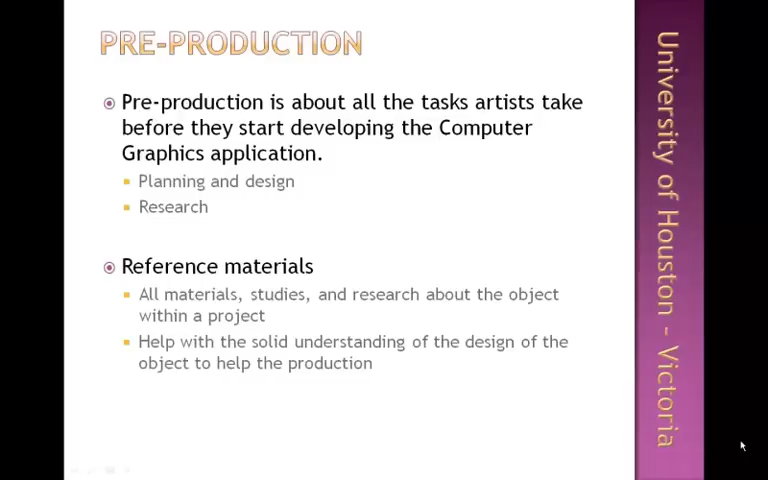 PRE-PRODUCTION
Pre-production is about all the tasks artists take
before they start developing the Computer
Graphics application.
Planning and design
Research
Reference materials
All materials, studies, and research about the object
within a project
Help with the solid understanding of the design of the
object to help the production
University of Houston - Victoria